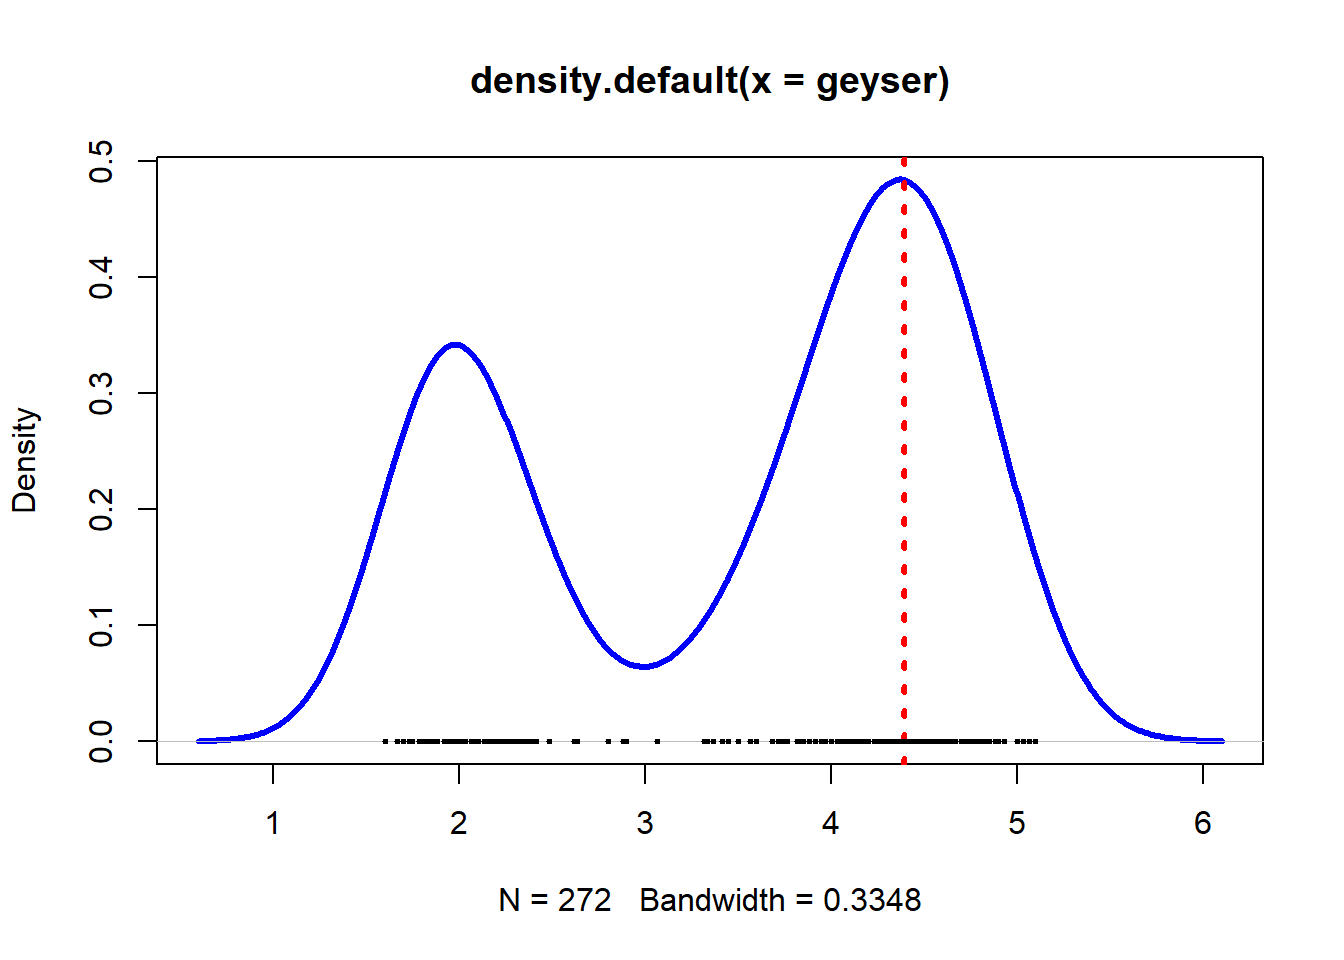 density.default(x = geyser)
0.5
0.4
0.3
0.2
0.1
0.0
Density
1 2 3 4 5 6
N = 272 Bandwidth = 0.3348